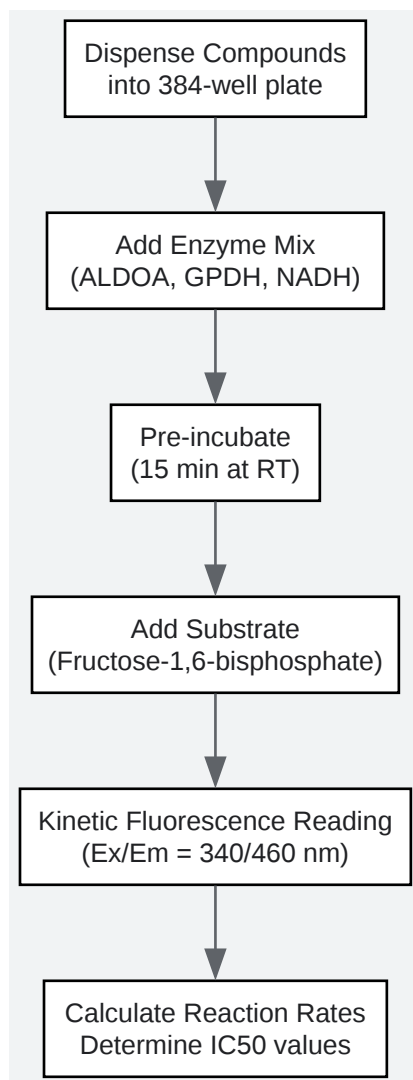 Dispense Compounds
into 384-well plate
Add Enzyme Mix
(ALDOA, GPDH, NADH)
Pre-incubate
(15 min at RT)
Add Substrate
(Fructose-1,6-bisphosphate)
Kinetic Fluorescence Reading
(Ex/Em = 340/460 nm)
Calculate Reaction Rates
Determine IC50 values